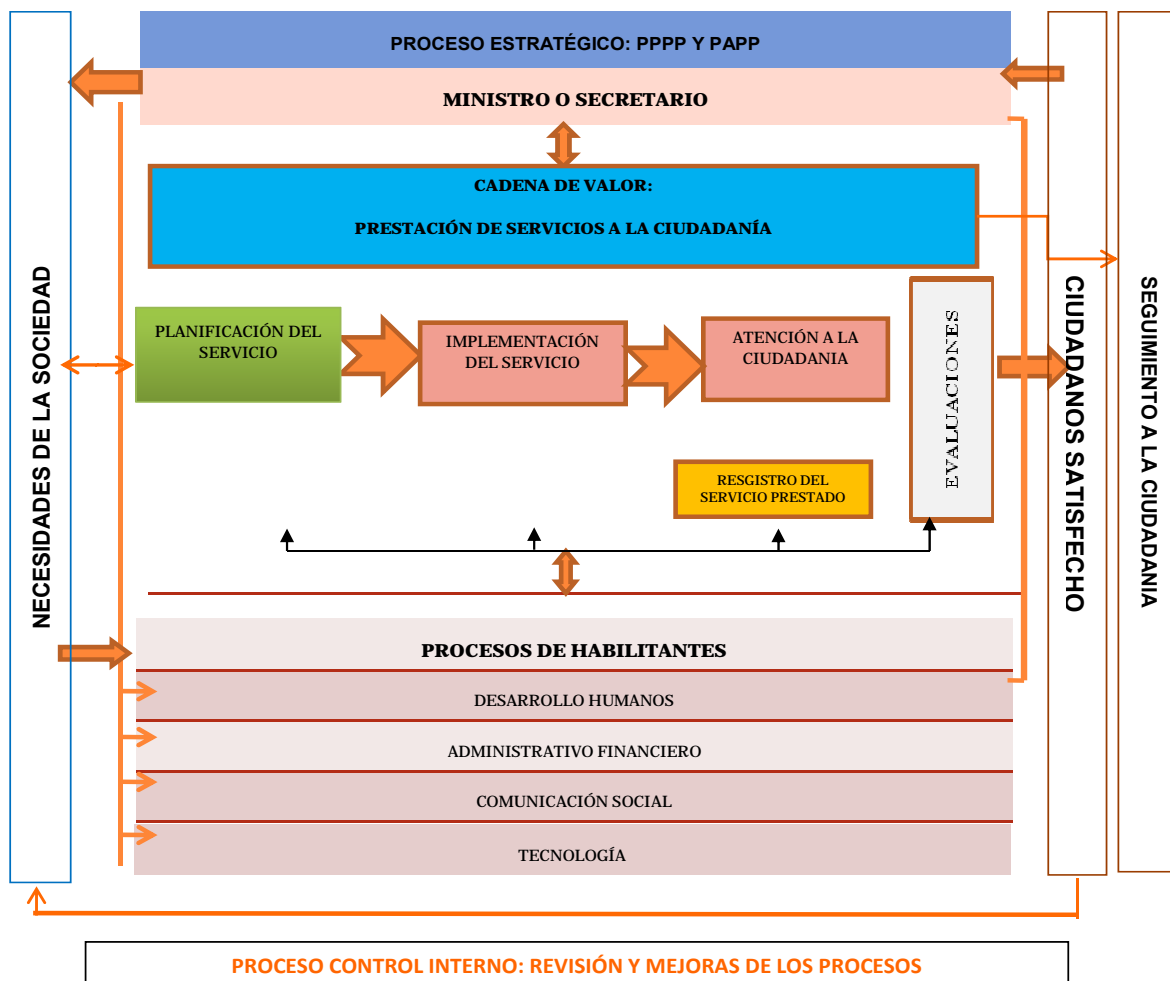 PROCESO ESTRATÉGICO: PPPP Y PAPP
MINISTRO O SECRETARIO
CADENA DE VALOR:
PRESTACIÓN DE SERVICIOS A LA CIUDADANÍA
NECESIDADES DE LA SOCIEDAD
PLANIFICACIÓN DEL
SERVICIO
IMPLEMENTACIÓN
DEL SERVICIO
ATENCIÓN A LA
CIUDADANIA
RESGISTRO DEL
SERVICIO PRESTADO
EVALUACIONES
CIUDADANOS SATISFECHO
SEGUIMIENTO A LA CIUDADANIA
PROCESOS DE HABILITANTES
DESARROLLO HUMANOS
ADMINISTRATIVO FINANCIERO
COMUNICACIÓN SOCIAL
TECNOLOGÍA
PROCESO CONTROL INTERNO: REVISIÓN Y MEJORAS DE LOS PROCESOS